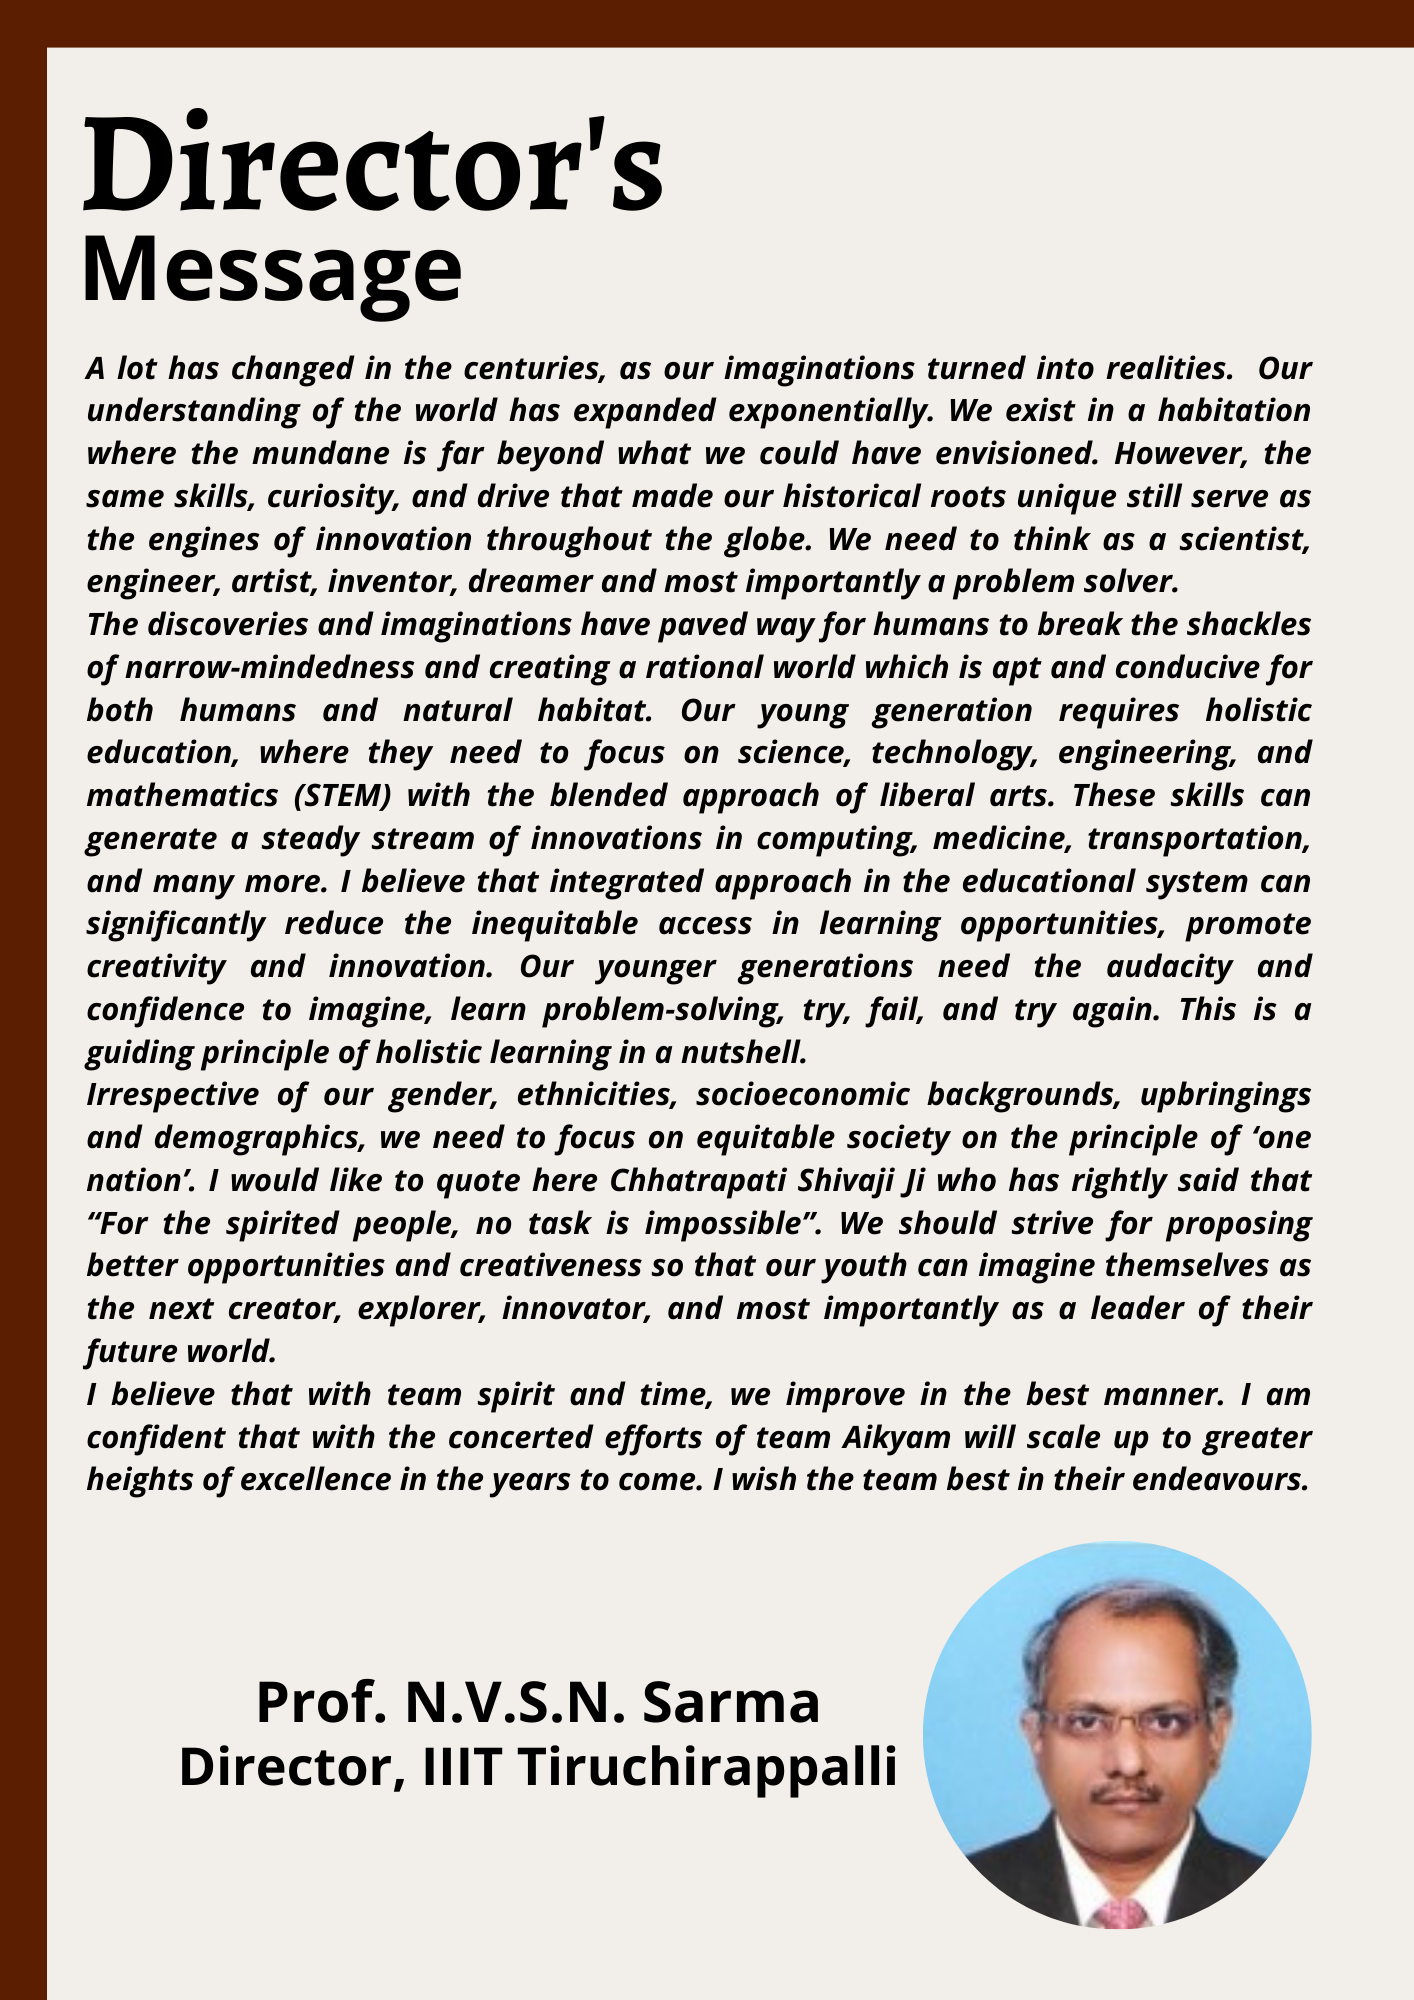 Director's
Message
A lot has changed in the centuries, as our imaginations turned into realities. Our
understanding of the world has expanded exponentially. We exist in a habitation
where the mundane is far beyond what we could have envisioned. However, the
same skills, curiosity, and drive that made our historical roots unique still serve as
the engines of innovation throughout the globe. We need to think as a scientist,
engineer, artist, inventor, dreamer and most importantly a problem solver.
The discoveries and imaginations have paved way for humans to break the shackles
of narrow-mindedness and creating a rational world which is apt and conducive for
both humans and natural habitat. Our young generation requires holistic
education, where they need to focus on science, technology, engineering, and
mathematics (STEM) with the blended approach of liberal arts. These skills can
generate a steady stream of innovations in computing, medicine, transportation,
and many more. I believe that integrated approach in the educational system can
significantly reduce the inequitable access in learning opportunities, promote
creativity and innovation. Our younger generations need the audacity and
confidence to imagine, learn problem-solving, try, fail, and try again. This is a
guiding principle of holistic learning in a nutshell.
Irrespective of our gender, ethnicities, socioeconomic backgrounds, upbringings
and demographics, we need to focus on equitable society on the principle of ‘one
nation’. I would like to quote here Chhatrapati Shivaji Ji who has rightly said that
“For the spirited people, no task is impossible”. We should strive for proposing
better opportunities and creativeness so that our youth can imagine themselves as
the next creator, explorer, innovator, and most importantly as a leader of their
future world.
I believe that with team spirit and time, we improve in the best manner. I am
confident that with the concerted efforts of team Aikyam will scale up to greater
heights of excellence in the years to come. I wish the team best in their endeavours.
Prof. N.V.S.N. Sarma
Director, IIIT Tiruchirappalli